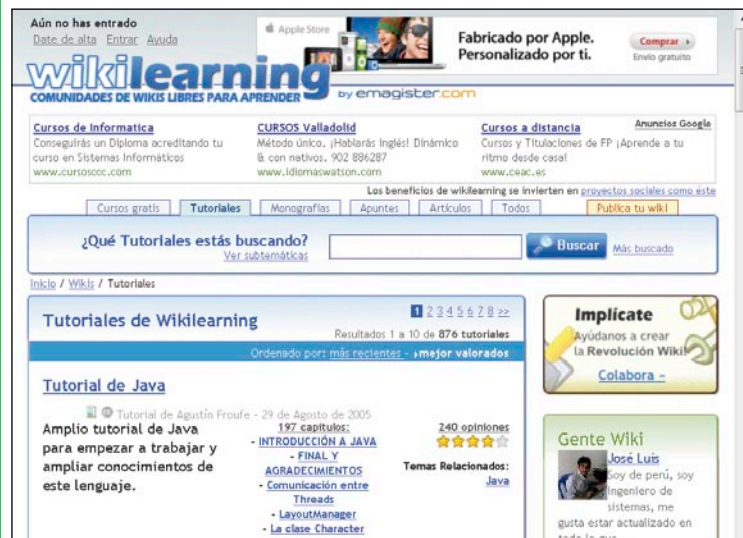 Aún no has entrado
Date de alta Entrar Ayuda
Apple Store
Fabricado por Apple.
Personalizado por ti.
Comprar
Envío gratuito
wikilearning
COMUNIDADES DE WIKIS LIBRES PARA APRENDER
by emagister.com
Anuncios Google
Cursos de Informatica
Conseguirás un Diploma acreditando tu
curso en Sistemas Informáticos
www.cursosccc.com
CURSOS Valladolid
Método único. ¡Hablarás Inglés! Dinámico
& con nativos. 902 886287
www.idiomaswatson.com
Cursos a distancia
Cursos y Titulaciones de FP ¡Aprende a tu
ritmo desde casa!
www.ceac.es
Los beneficios de wikilearning se invierten en proyectos sociales como éste
Cursos gratis Tutoriales Monografías Apuntes Artículos Todos Publica tu wiki
¿Qué Tutoriales estás buscando?
Ver subtemáticas
Buscar
Más buscado
Inicio / Wikis / Tutoriales
Tutoriales de Wikilearning
1 2 3 4 5 6 7 8 >>
Resultados 1 a 10 de 876 tutoriales
Ordenado por: más recientes - mejor valorados
Tutorial de Java
Tutorial de Agustín Froufe - 29 de Agosto de 2005
Amplio tutorial de Java
para empezar a trabajar y
ampliar conocimientos de
este lenguaje.
197 capitulos:
- INTRODUCCIÓN A JAVA
- FINAL Y
AGRADECIMIENTOS
- Comunicación entre
Threads
- LayoutManager
- La clase Character
240 opiniones
Temas Relacionados:
Java
Implícate
Ayúdanos a crear
la Revolución Wiki!
Colabora -
Gente Wiki
José Luis
Soy de perú, soy
Ingeniero de
sistemas, me
gusta estar actualizado en
todo lo que